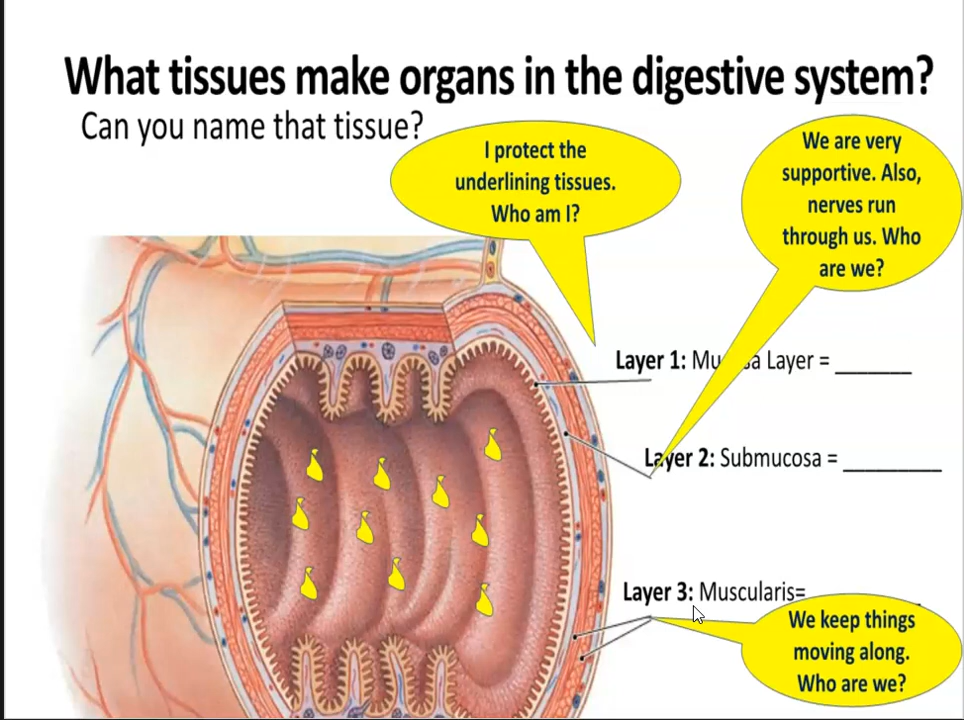 What tissues make organs in the digestive system?
Can you name that tissue?
I protect the
underlining tissues.
Who am I?
We are very
supportive. Also,
nerves run
through us. Who
are we?
Layer 1: Mucosa Layer = _______
Layer 2: Submucosa = _________
Layer 3: Muscularis=
We keep things
moving along.
Who are we?